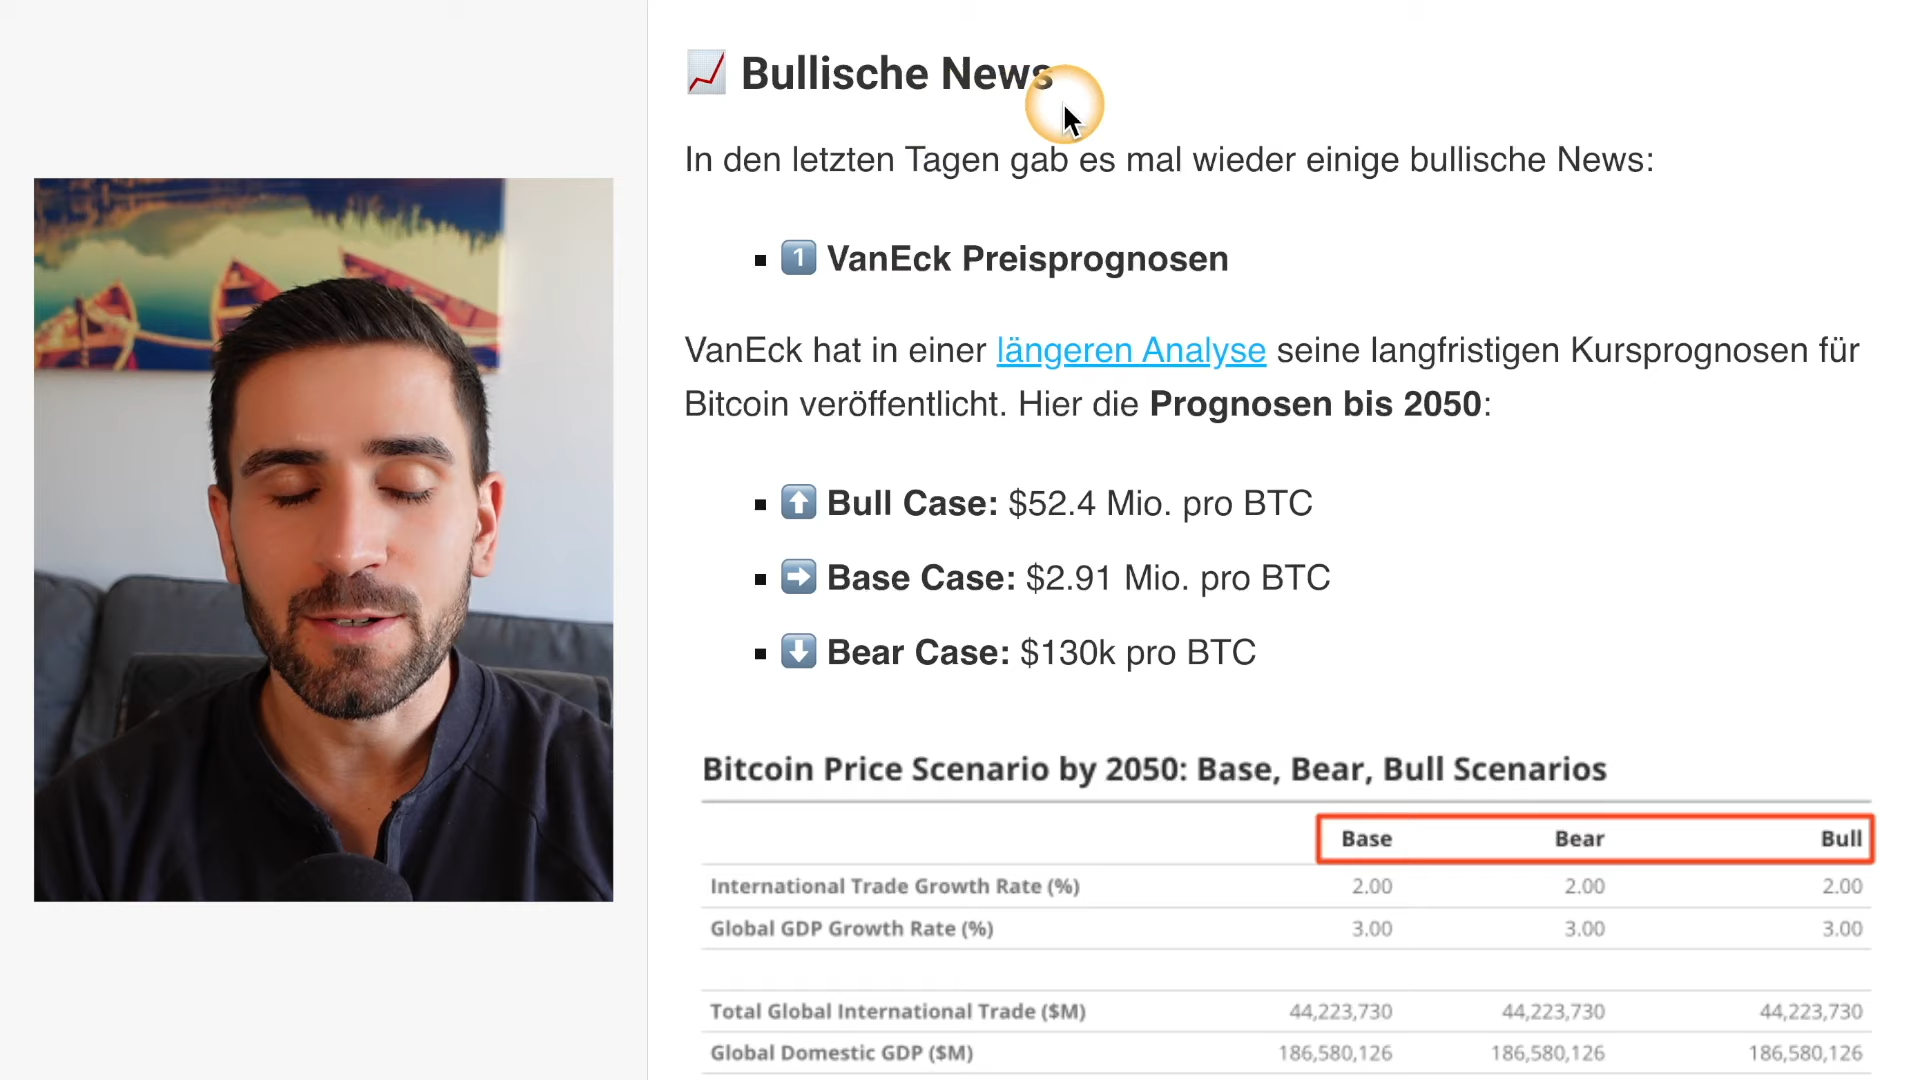 📈 Bullische News
In den letzten Tagen gab es mal wieder einige bullische News:
▪ 1️⃣ VanEck Preisprognosen
VanEck hat in einer längeren Analyse seine langfristigen Kursprognosen für
Bitcoin veröffentlicht. Hier die Prognosen bis 2050:
▪ ⬆️ Bull Case: $52.4 Mio. pro BTC
▪ ➡️ Base Case: $2.91 Mio. pro BTC
▪ ⬇️ Bear Case: $130k pro BTC
Bitcoin Price Scenario by 2050: Base, Bear, Bull Scenarios
Base Bear Bull
International Trade Growth Rate (%) 2.00 2.00 2.00
Global GDP Growth Rate (%) 3.00 3.00 3.00
Total Global International Trade ($M) 44,223,730 44,223,730 44,223,730
Global Domestic GDP ($M) 186,580,126 186,580,126 186,580,126